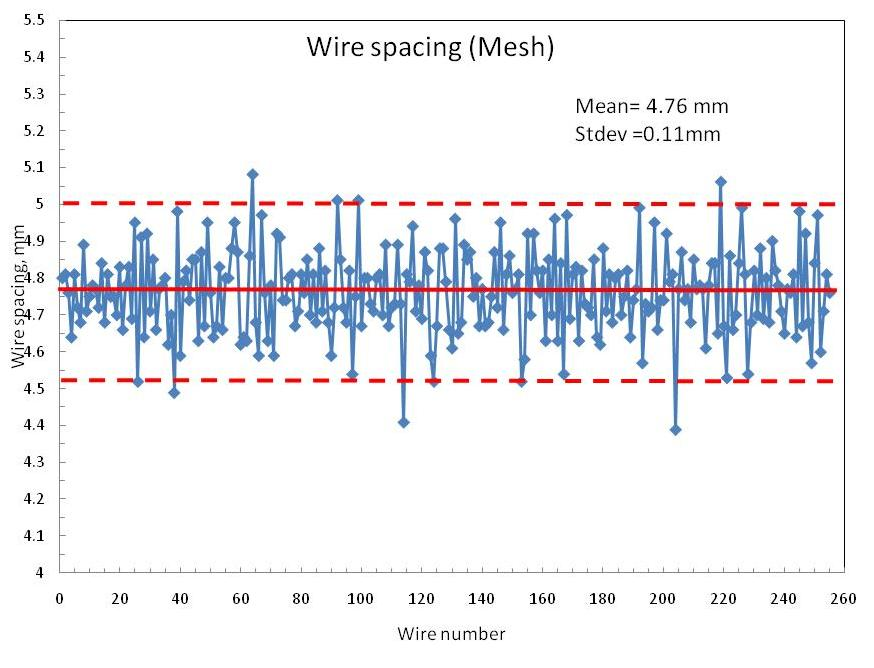 Wire spacing (Mesh)
Mean= 4.76 mm
Stdev =0.11mm
Wire spacing, mm
5.5
5.4
5.3
5.2
5.1
5
4.9
4.8
4.7
4.6
4.5
4.4
4.3
4.2
4.1
4
0 20 40 60 80 100 120 140 160 180 200 220 240 260
Wire number